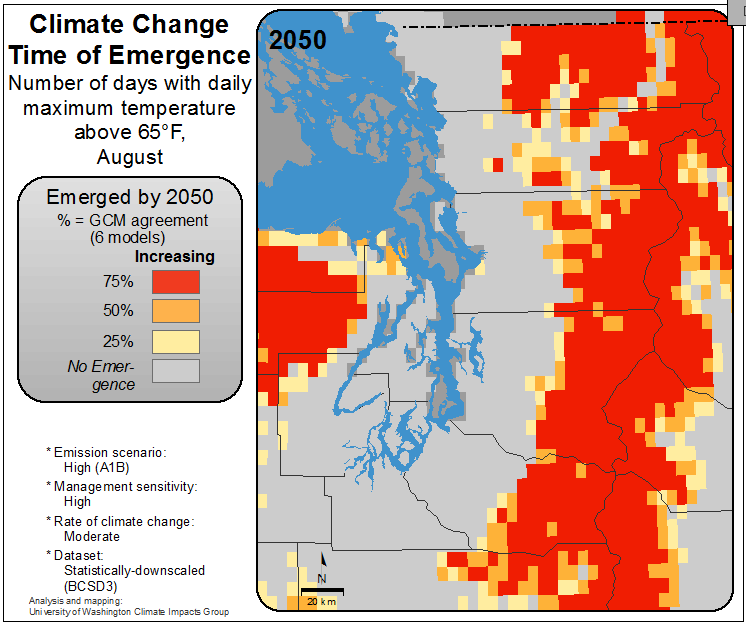 Climate Change
Time of Emergence
Number of days with daily
maximum temperature
above 65°F,
August
2050
Emerged by 2050
% = GCM agreement
(6 models)
Increasing
75%
50%
25%
No Emer-
gence
* Emission scenario:
High (A1B)
* Management sensitivity:
High
* Rate of climate change:
Moderate
* Dataset:
Statistically-downscaled
(BCSD3)
Analysis and mapping:
University of Washington Climate Impacts Group
N
20 km